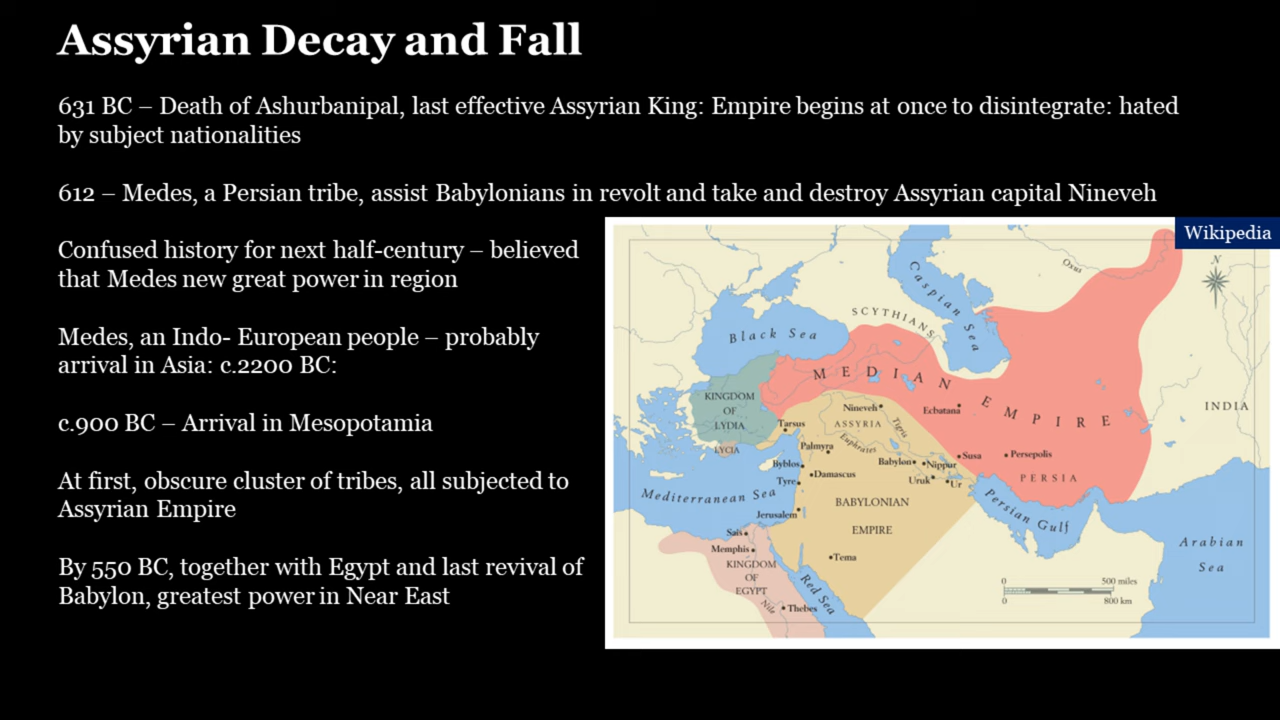 Assyrian Decay and Fall
631 BC – Death of Ashurbanipal, last effective Assyrian King: Empire begins at once to disintegrate: hated
by subject nationalities
612 – Medes, a Persian tribe, assist Babylonians in revolt and take and destroy Assyrian capital Nineveh
Confused history for next half-century – believed
that Medes new great power in region
Medes, an Indo- European people – probably
arrival in Asia: c.2200 BC:
c.900 BC – Arrival in Mesopotamia
At first, obscure cluster of tribes, all subjected to
Assyrian Empire
By 550 BC, together with Egypt and last revival of
Babylon, greatest power in Near East
Wikipedia
N
Oxus
Caspian Sea
SCYTHIANS
Black Sea
MEDIAN EMPIRE
KINGDOM
OF
LYDIA
Nineveh
Ecbatana
INDIA
Tarsus
ASSYRIA
Tigris
LYCIA
Palmyra
Euphrates
Byblos
Babylon
Nippur
Susa
Persepolis
Damascus
Tyre
Uruk
Ur
PERSIA
Mediterranean Sea
BABYLONIAN
EMPIRE
Persian Gulf
Jerusalem
Sais
Memphis
Tema
Arabian
Sea
KINGDOM
OF
EGYPT
Red Sea
Nile
Thebes
0
500 miles
0
800 km